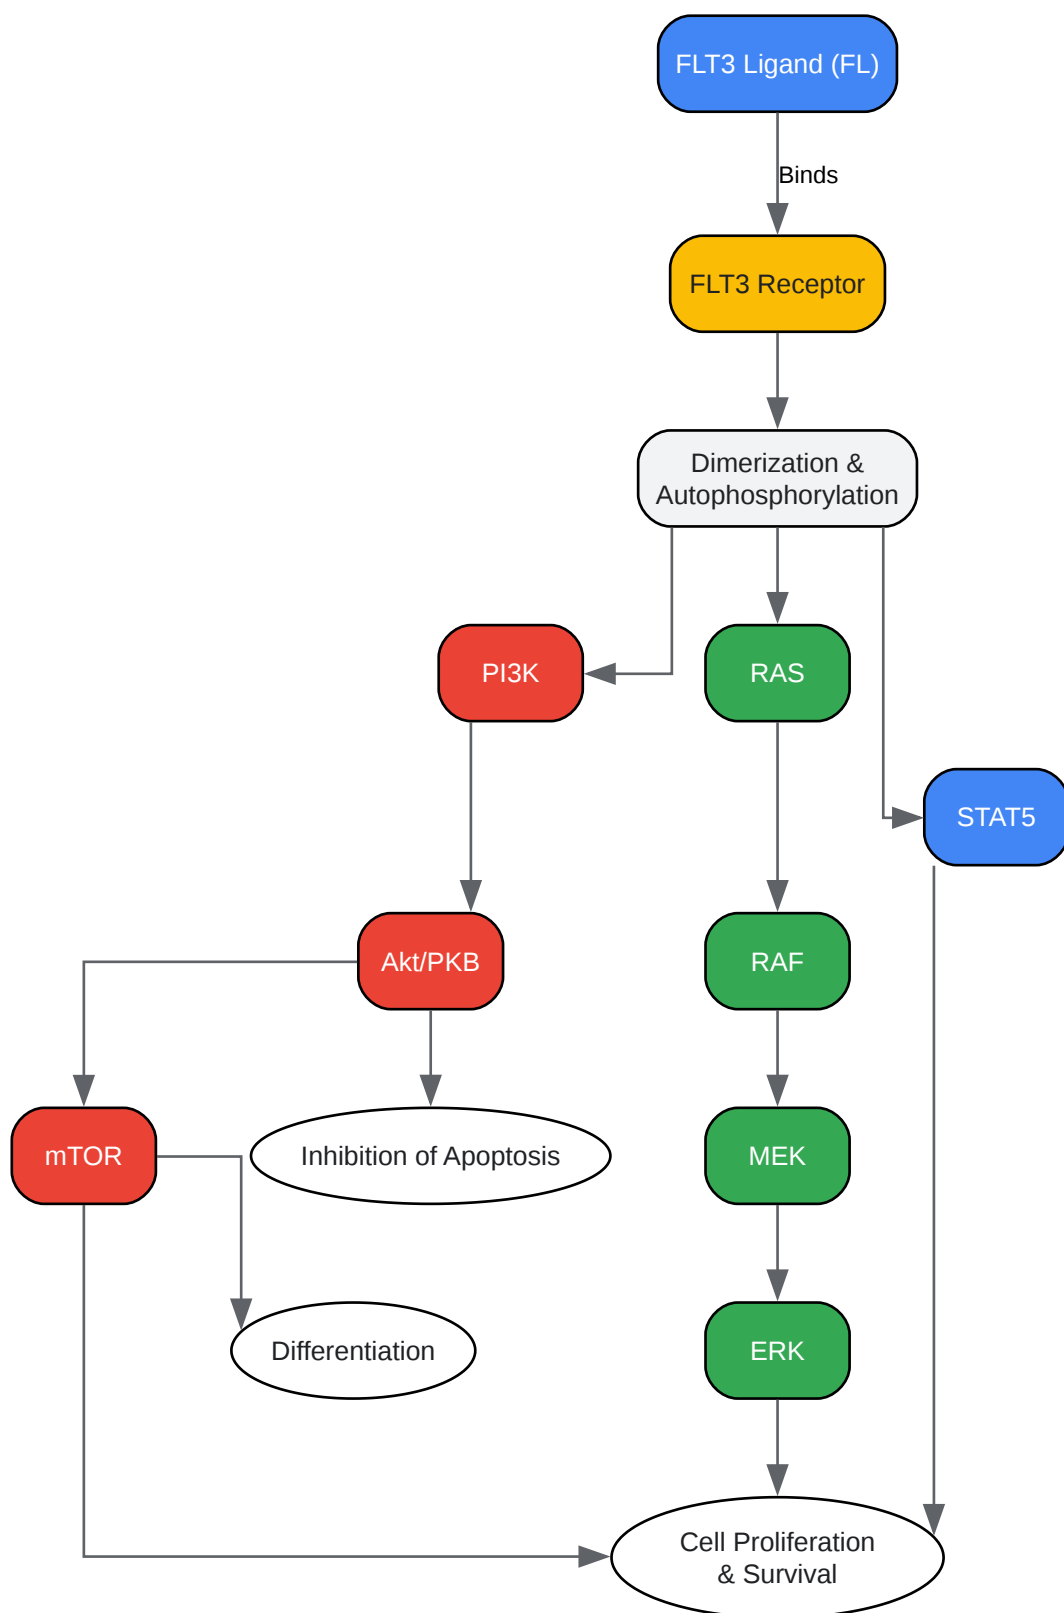 FLT3 Ligand (FL)
Binds
FLT3 Receptor
Dimerization &
Autophosphorylation
PI3K
RAS
STAT5
Akt/PKB
RAF
mTOR
Inhibition of Apoptosis
MEK
Differentiation
ERK
Cell Proliferation
& Survival